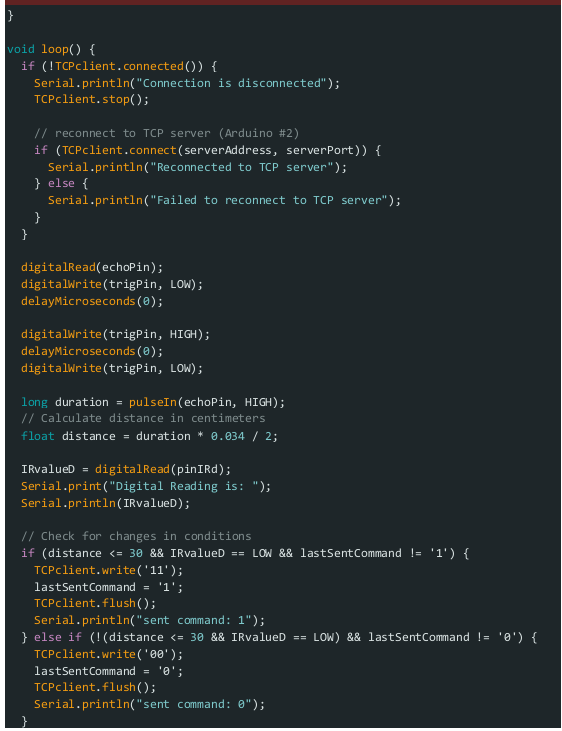 }

void loop() {
  if (!TCPclient.connected()) {
    Serial.println("Connection is disconnected");
    TCPclient.stop();

    // reconnect to TCP server (Arduino #2)
    if (TCPclient.connect(serverAddress, serverPort)) {
      Serial.println("Reconnected to TCP server");
    } else {
      Serial.println("Failed to reconnect to TCP server");
    }
  }

  digitalRead(echoPin);
  digitalWrite(trigPin, LOW);
  delayMicroseconds(0);

  digitalWrite(trigPin, HIGH);
  delayMicroseconds(0);
  digitalWrite(trigPin, LOW);

  long duration = pulseIn(echoPin, HIGH);
  // Calculate distance in centimeters
  float distance = duration * 0.034 / 2;

  IRvalueD = digitalRead(pinIRd);
  Serial.print("Digital Reading is: ");
  Serial.println(IRvalueD);

  // Check for changes in conditions
  if (distance <= 30 && IRvalueD == LOW && lastSentCommand != '1') {
    TCPclient.write('11');
    lastSentCommand = '1';
    TCPclient.flush();
    Serial.println("sent command: 1");
  } else if (!(distance <= 30 && IRvalueD == LOW) && lastSentCommand != '0') {
    TCPclient.write('00');
    lastSentCommand = '0';
    TCPclient.flush();
    Serial.println("sent command: 0");
  }